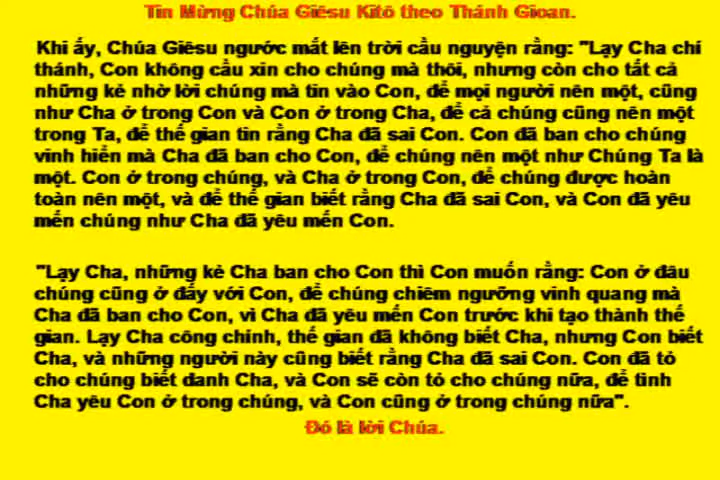 Tin Mừng Chúa Giêsu Kitô theo Thánh Gioan.
Khi ấy, Chúa Giêsu ngước mắt lên trời cầu nguyện rằng: "Lạy Cha chí
thánh, Con không cầu xin cho chúng mà thôi, nhưng còn cho tất cả
những kẻ nhờ lời chúng mà tin vào Con, để mọi người nên một, cũng
như Cha ở trong Con và Con ở trong Cha, để cả chúng cũng nên một
trong Ta, để thế gian tin rằng Cha đã sai Con. Con đã ban cho chúng
vinh hiển mà Cha đã ban cho Con, để chúng nên một như Chúng Ta là
một. Con ở trong chúng, và Cha ở trong Con, để chúng được hoàn
toàn nên một, và để thế gian biết rằng Cha đã sai Con, và Con đã yêu
mến chúng như Cha đã yêu mến Con.
"Lạy Cha, những kẻ Cha ban cho Con thì Con muốn rằng: Con ở đâu
chúng cũng ở đấy với Con, để chúng chiêm ngưỡng vinh quang mà
Cha đã ban cho Con, vì Cha đã yêu mến Con trước khi tạo thành thế
gian. Lạy Cha công chính, thế gian đã không biết Cha, nhưng Con biết
Cha, và những người này cũng biết rằng Cha đã sai Con. Con đã tỏ
cho chúng biết danh Cha, và Con sẽ còn tỏ cho chúng nữa, để tình
Cha yêu Con ở trong chúng, và Con cũng ở trong chúng nữa".
Đó là lời Chúa.